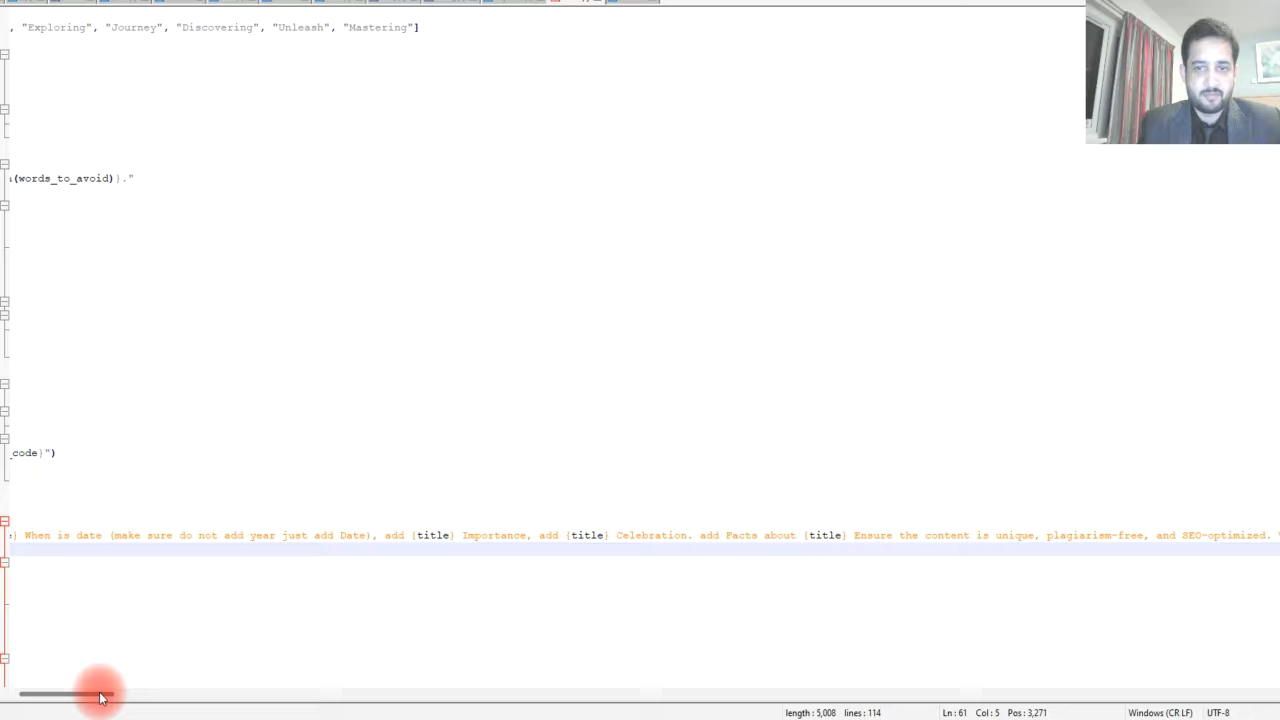 , "Exploring", "Journey", "Discovering", "Unleash", "Mastering"]
(words_to_avoid)}."
_code}")
} When is date (make sure do not add year just add Date), add {title} Importance, add {title} Celebration. add Facts about {title} Ensure the content is unique, plagiarism-free, and SEO-optimized.
length : 5,008 lines : 114
Ln : 61 Col : 5 Pos : 3,271
Windows (CR LF)
UTF-8